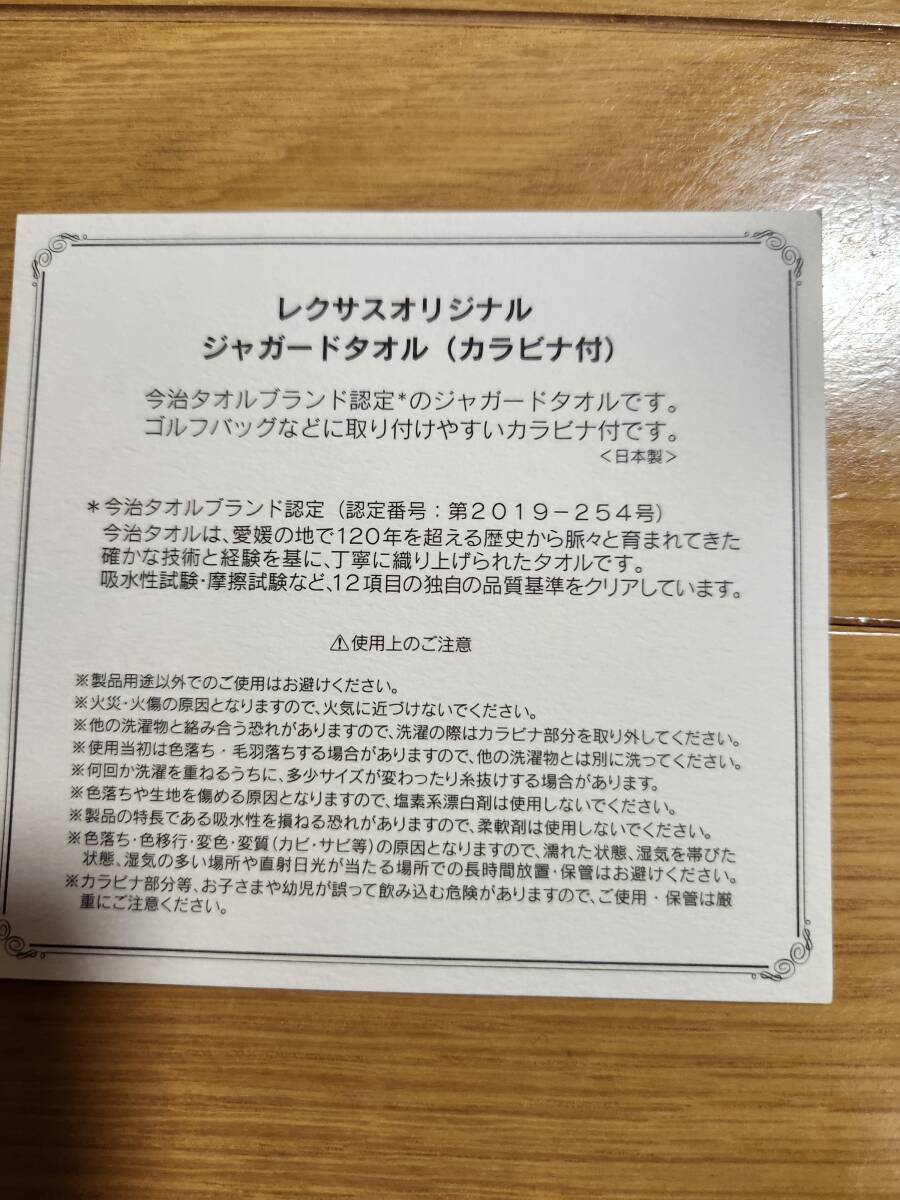 レクサスオリジナル
ジャガードタオル（カラビナ付）
今治タオルブランド認定*のジャガードタオルです。
ゴルフバッグなどに取り付けやすいカラビナ付です。
＜日本製＞
＊今治タオルブランド認定（認定番号：第２０１９－２５４号）
今治タオルは、愛媛の地で120年を超える歴史から脈々と育まれてきた
確かな技術と経験を基に、丁寧に織り上げられたタオルです。
吸水性試験・摩擦試験など、12項目の独自の品質基準をクリアしています。
⚠使用上のご注意
※製品用途以外でのご使用はお避けください。
※火災・火傷の原因となりますので、火気に近づけないでください。
※他の洗濯物と絡み合う恐れがありますので、洗濯の際はカラビナ部分を取り外してください。
※使用当初は色落ち・毛羽落ちする場合がありますので、他の洗濯物とは別に洗ってください。
※何回か洗濯を重ねるうちに、多少サイズが変わったり糸抜けする場合があります。
※色落ちや生地を傷める原因となりますので、塩素系漂白剤は使用しないでください。
※製品の特長である吸水性を損ねる恐れがありますので、柔軟剤は使用しないでください。
※色落ち・色移行・変色・変質（カビ・サビ等）の原因となりますので、濡れた状態、湿気を帯びた
状態、湿気の多い場所や直射日光が当たる場所での長時間放置・保管はお避けください。
※カラビナ部分等、お子さまや幼児が誤って飲み込む危険がありますので、ご使用・保管は厳
重にご注意ください。